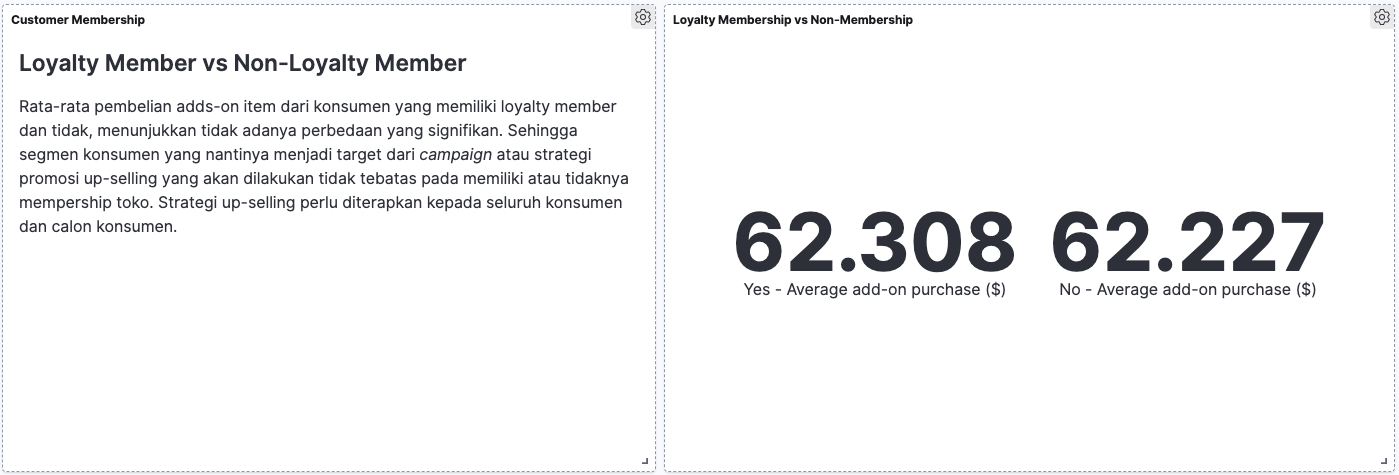 Customer Membership
Loyalty Member vs Non-Loyalty Member
Rata-rata pembelian adds-on item dari konsumen yang memiliki loyalty member
dan tidak, menunjukkan tidak adanya perbedaan yang signifikan. Sehingga
segmen konsumen yang nantinya menjadi target dari campaign atau strategi
promosi up-selling yang akan dilakukan tidak tebatas pada memiliki atau tidaknya
mempership toko. Strategi up-selling perlu diterapkan kepada seluruh konsumen
dan calon konsumen.
Loyalty Membership vs Non-Membership
62.308
Yes - Average add-on purchase ($)
62.227
No - Average add-on purchase ($)